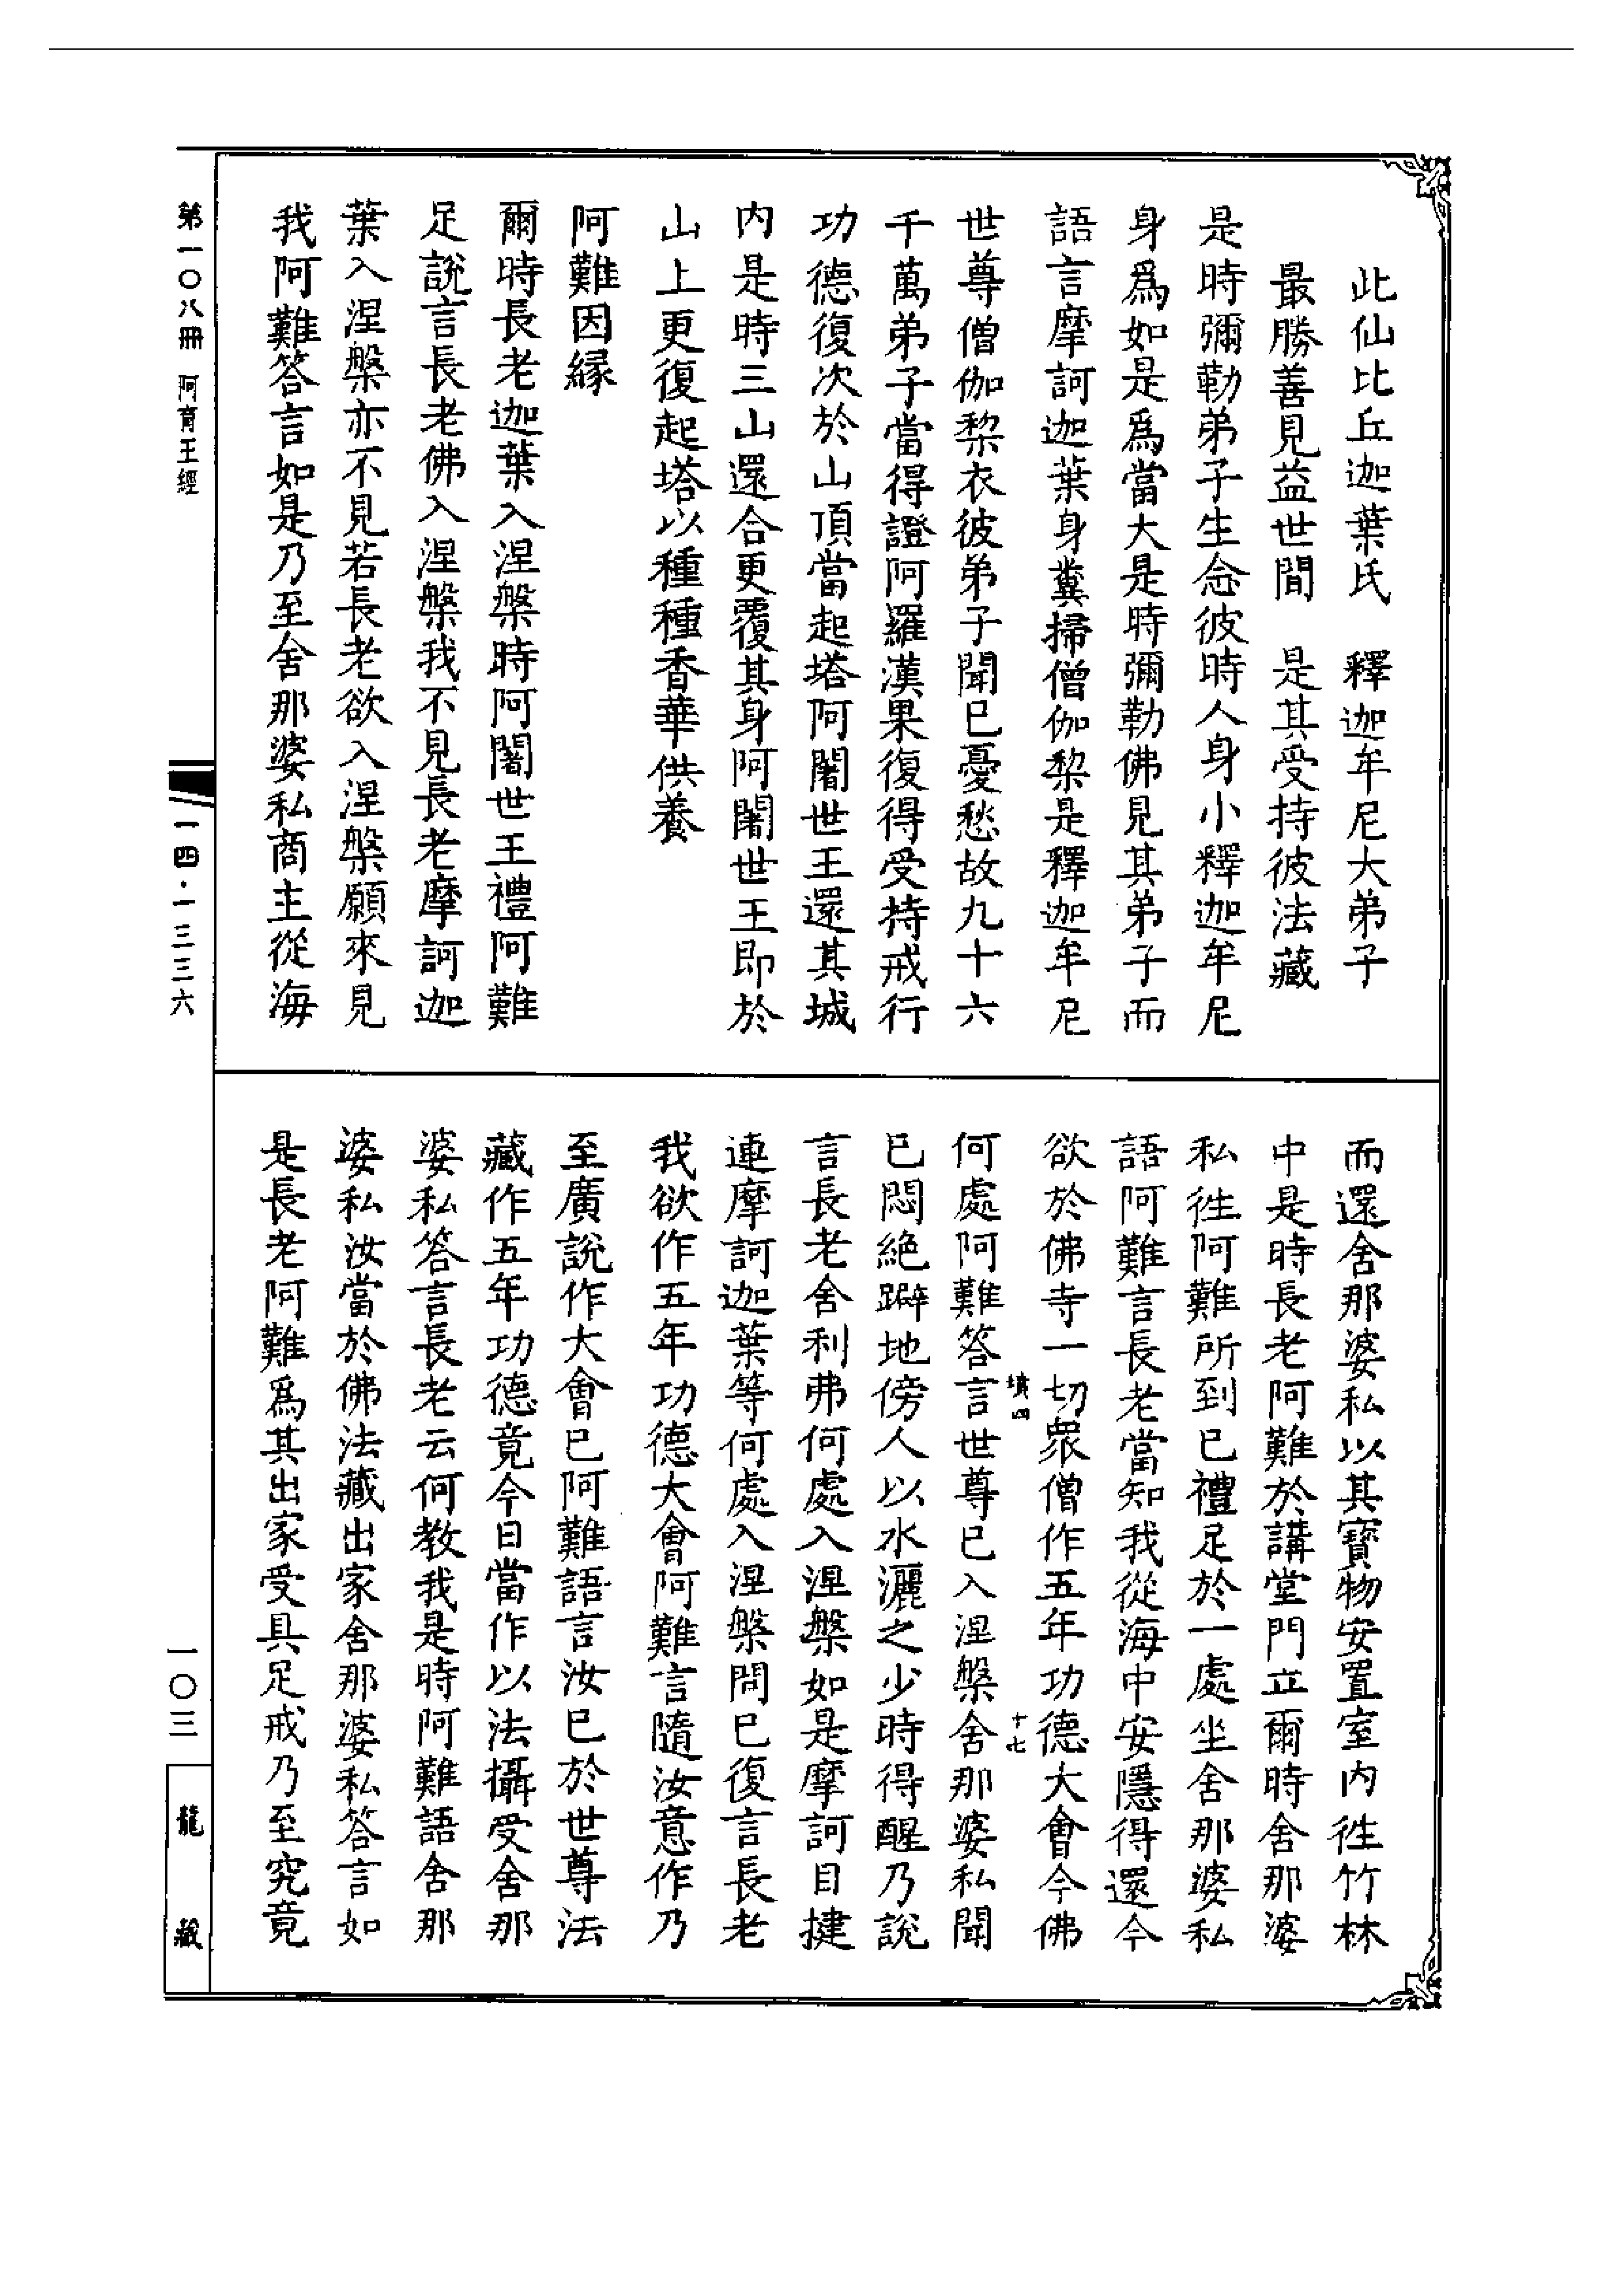 此仙比丘迦葉氏　釋迦牟尼大弟子
最勝善見益世間　是其受持彼法藏
是時彌勒弟子生念彼時人身小釋迦牟尼
身爲如是爲當大是時彌勒佛見其弟子而
語言摩訶迦葉身糞掃僧伽棃是釋迦牟尼
世尊僧伽棃衣彼弟子聞已憂愁故九十六
千萬弟子當得證阿羅漢果復得受持戒行
功德復次於山頂當起塔阿闍世王還其城
内是時三山還合更覆其身阿闍世王即於
山上更復起塔以種種香華供養
阿難因緣
爾時長老迦葉入涅槃時阿闍世王禮阿難
足說言長老佛入涅槃我不見長老摩訶迦
葉入涅槃亦不見若長老欲入涅槃願來見
我阿難答言如是乃至舍那婆私商主從海
而還舍那婆私以其寶物安置室内徃竹林
中是時長老阿難於講堂門立爾時舍那婆
私徃阿難所到已禮足於一處坐舍那婆私
語阿難言長老當知我從海中安隱得還今
欲於佛寺一切眾僧作五年功德大會今佛
墳四　十七
何處阿難答言世尊已入涅槃舍那婆私聞
已悶絕躃地傍人以水灑之少時得醒乃說
言長老舍利弗何處入涅槃如是摩訶目揵
連摩訶迦葉等何處入涅槃問已復言長老
我欲作五年功德大會阿難言隨汝意作乃
至廣說作大會已阿難語言汝已於世尊法
藏作五年功德竟今日當作以法攝受舍那
婆私答言長老云何教我是時阿難語舍那
婆私汝當於佛法藏出家舍那婆私答言如
是長老阿難爲其出家受具足戒乃至究竟
第一〇八冊　阿育王經
一四·一三三六
一〇三
龍藏